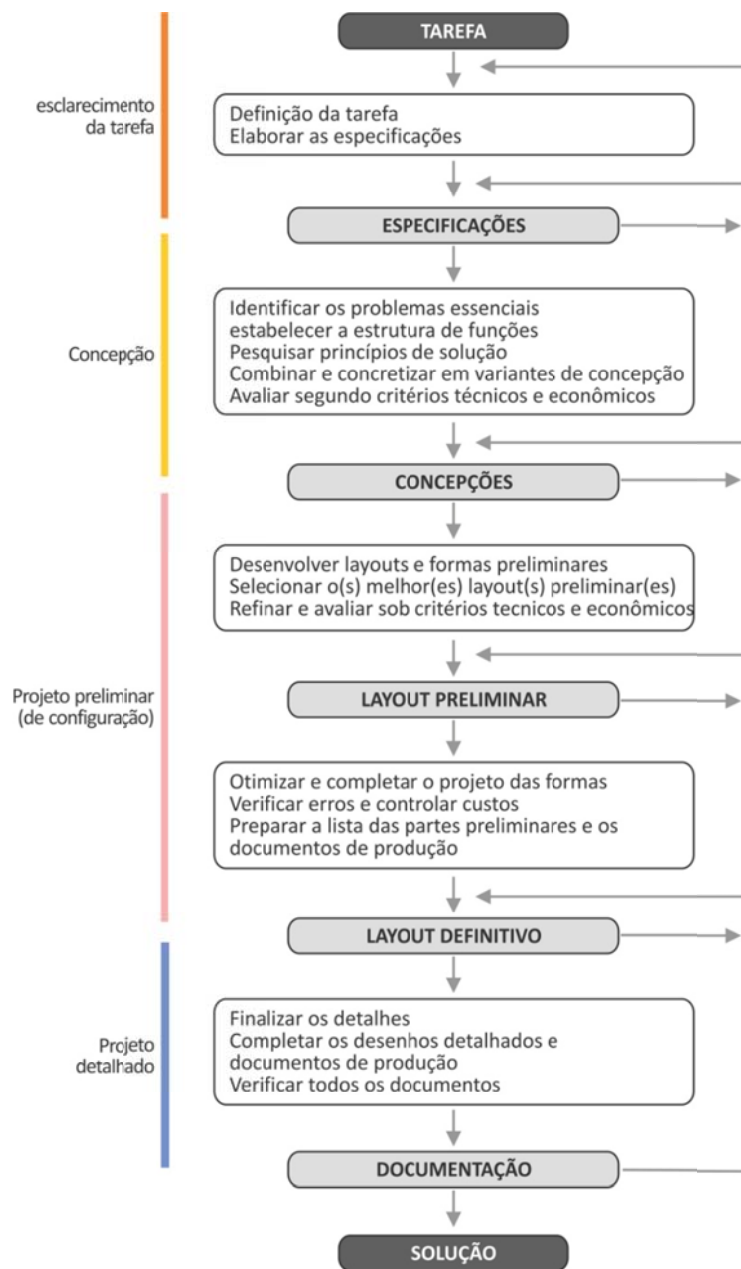 TAREFA
esclarecimento
da tarefa
Definição da tarefa
Elaborar as especificações
ESPECIFICAÇÕES
Concepção
Identificar os problemas essenciais
estabelecer a estrutura de funções
Pesquisar princípios de solução
Combinar e concretizar em variantes de concepção
Avaliar segundo critérios técnicos e econômicos
CONCEPÇÕES
Projeto preliminar
(de configuração)
Desenvolver layouts e formas preliminares
Selecionar o(s) melhor(es) layout(s) preliminar(es)
Refinar e avaliar sob critérios tecnicos e econômicos
LAYOUT PRELIMINAR
Otimizar e completar o projeto das formas
Verificar erros e controlar custos
Preparar a lista das partes preliminares e os
documentos de produção
LAYOUT DEFINITIVO
Projeto
detalhado
Finalizar os detalhes
Completar os desenhos detalhados e
documentos de produção
Verificar todos os documentos
DOCUMENTAÇÃO
SOLUÇÃO